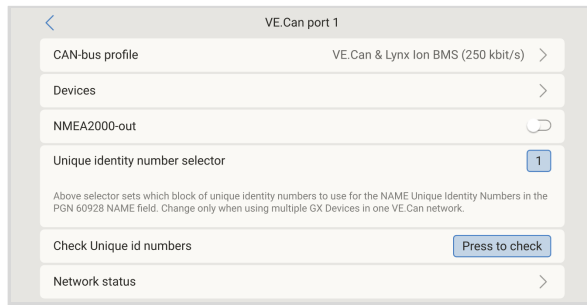 VE.Can port 1
CAN-bus profile VE.Can & Lynx Ion BMS (250 kbit/s)
Devices
NMEA2000-out
Unique identity number selector 1
Above selector sets which block of unique identity numbers to use for the NAME Unique Identity Numbers in the
PGN 60928 NAME field. Change only when using multiple GX Devices in one VE.Can network.
Check Unique id numbers Press to check
Network status